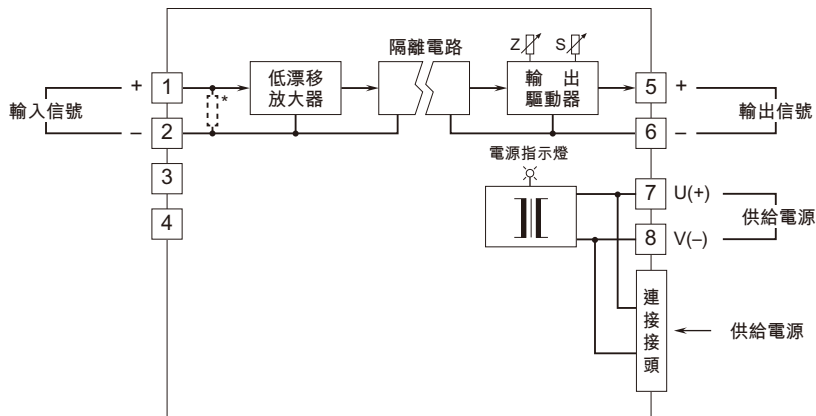 隔離電路
Z S
+ 1 低漂移 輸 出 5 +
* 放大器 驅動器
輸入信號 輸出信號
– 2 6 –
3 電源指示燈
7 U(+)
4 供給電源
8 V(–)
連接接頭 供給電源